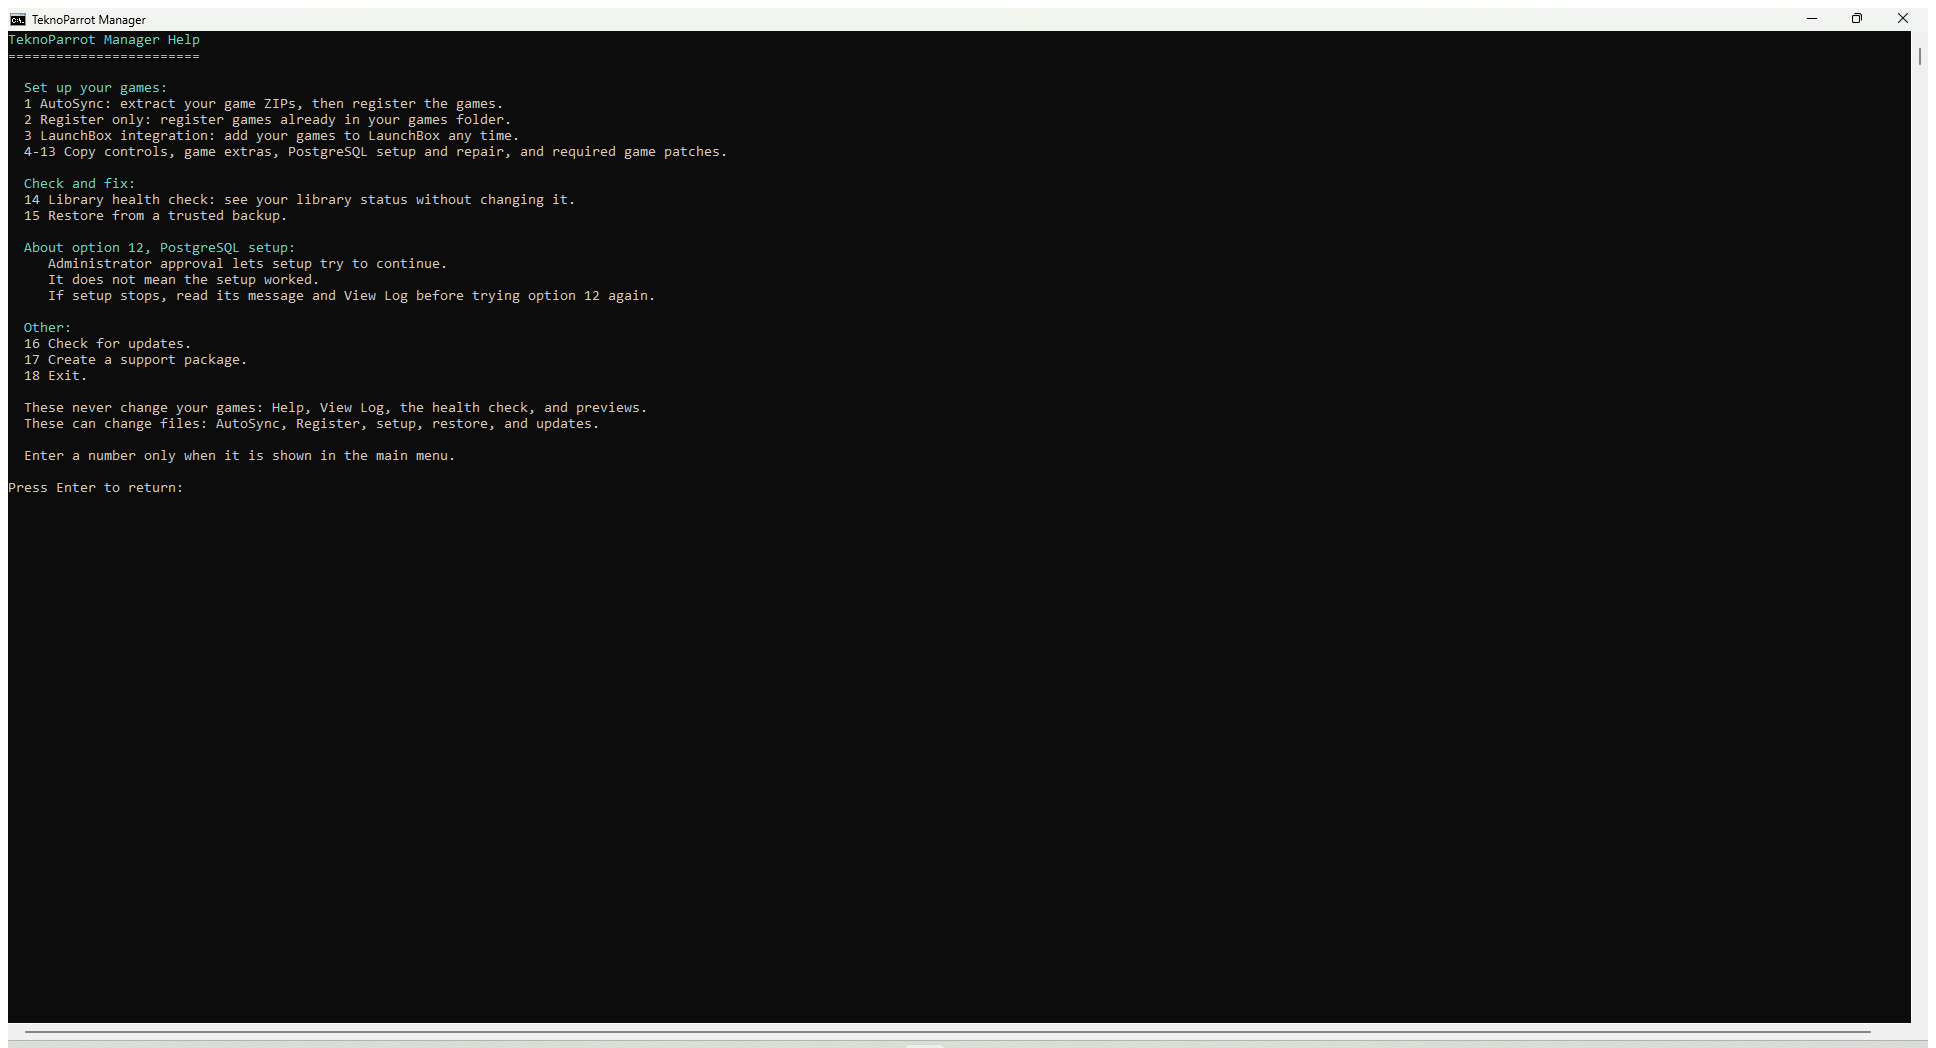 TeknoParrot Manager
TeknoParrot Manager Help
========================
Set up your games:
1 AutoSync: extract your game ZIPs, then register the games.
2 Register only: register games already in your games folder.
3 LaunchBox integration: add your games to LaunchBox any time.
4-13 Copy controls, game extras, PostgreSQL setup and repair, and required game patches.
Check and fix:
14 Library health check: see your library status without changing it.
15 Restore from a trusted backup.
About option 12, PostgreSQL setup:
Administrator approval lets setup try to continue.
It does not mean the setup worked.
If setup stops, read its message and View Log before trying option 12 again.
Other:
16 Check for updates.
17 Create a support package.
18 Exit.
These never change your games: Help, View Log, the health check, and previews.
These can change files: AutoSync, Register, setup, restore, and updates.
Enter a number only when it is shown in the main menu.
Press Enter to return: